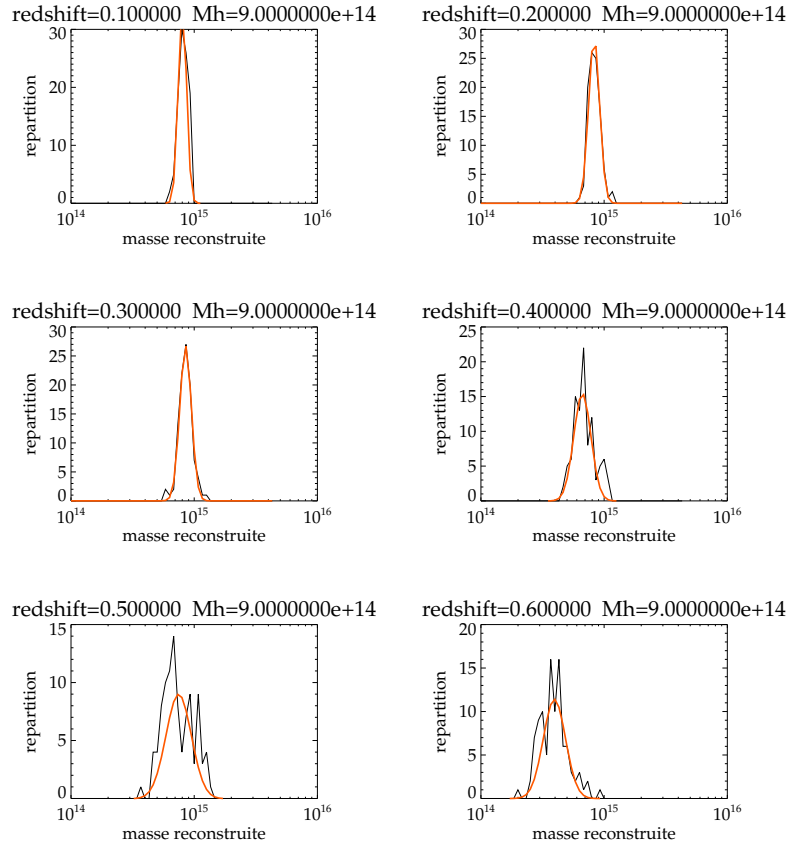 redshift=0.100000 Mh=9.0000000e+14
30
20
10
0
repartition
10^14
10^15
10^16
masse reconstruite
redshift=0.200000 Mh=9.0000000e+14
30
25
20
15
10
5
0
repartition
10^14
10^15
10^16
masse reconstruite
redshift=0.300000 Mh=9.0000000e+14
30
25
20
15
10
5
0
repartition
10^14
10^15
10^16
masse reconstruite
redshift=0.400000 Mh=9.0000000e+14
25
20
15
10
5
0
repartition
10^14
10^15
10^16
masse reconstruite
redshift=0.500000 Mh=9.0000000e+14
15
10
5
0
repartition
10^14
10^15
10^16
masse reconstruite
redshift=0.600000 Mh=9.0000000e+14
20
15
10
5
0
repartition
10^14
10^15
10^16
masse reconstruite